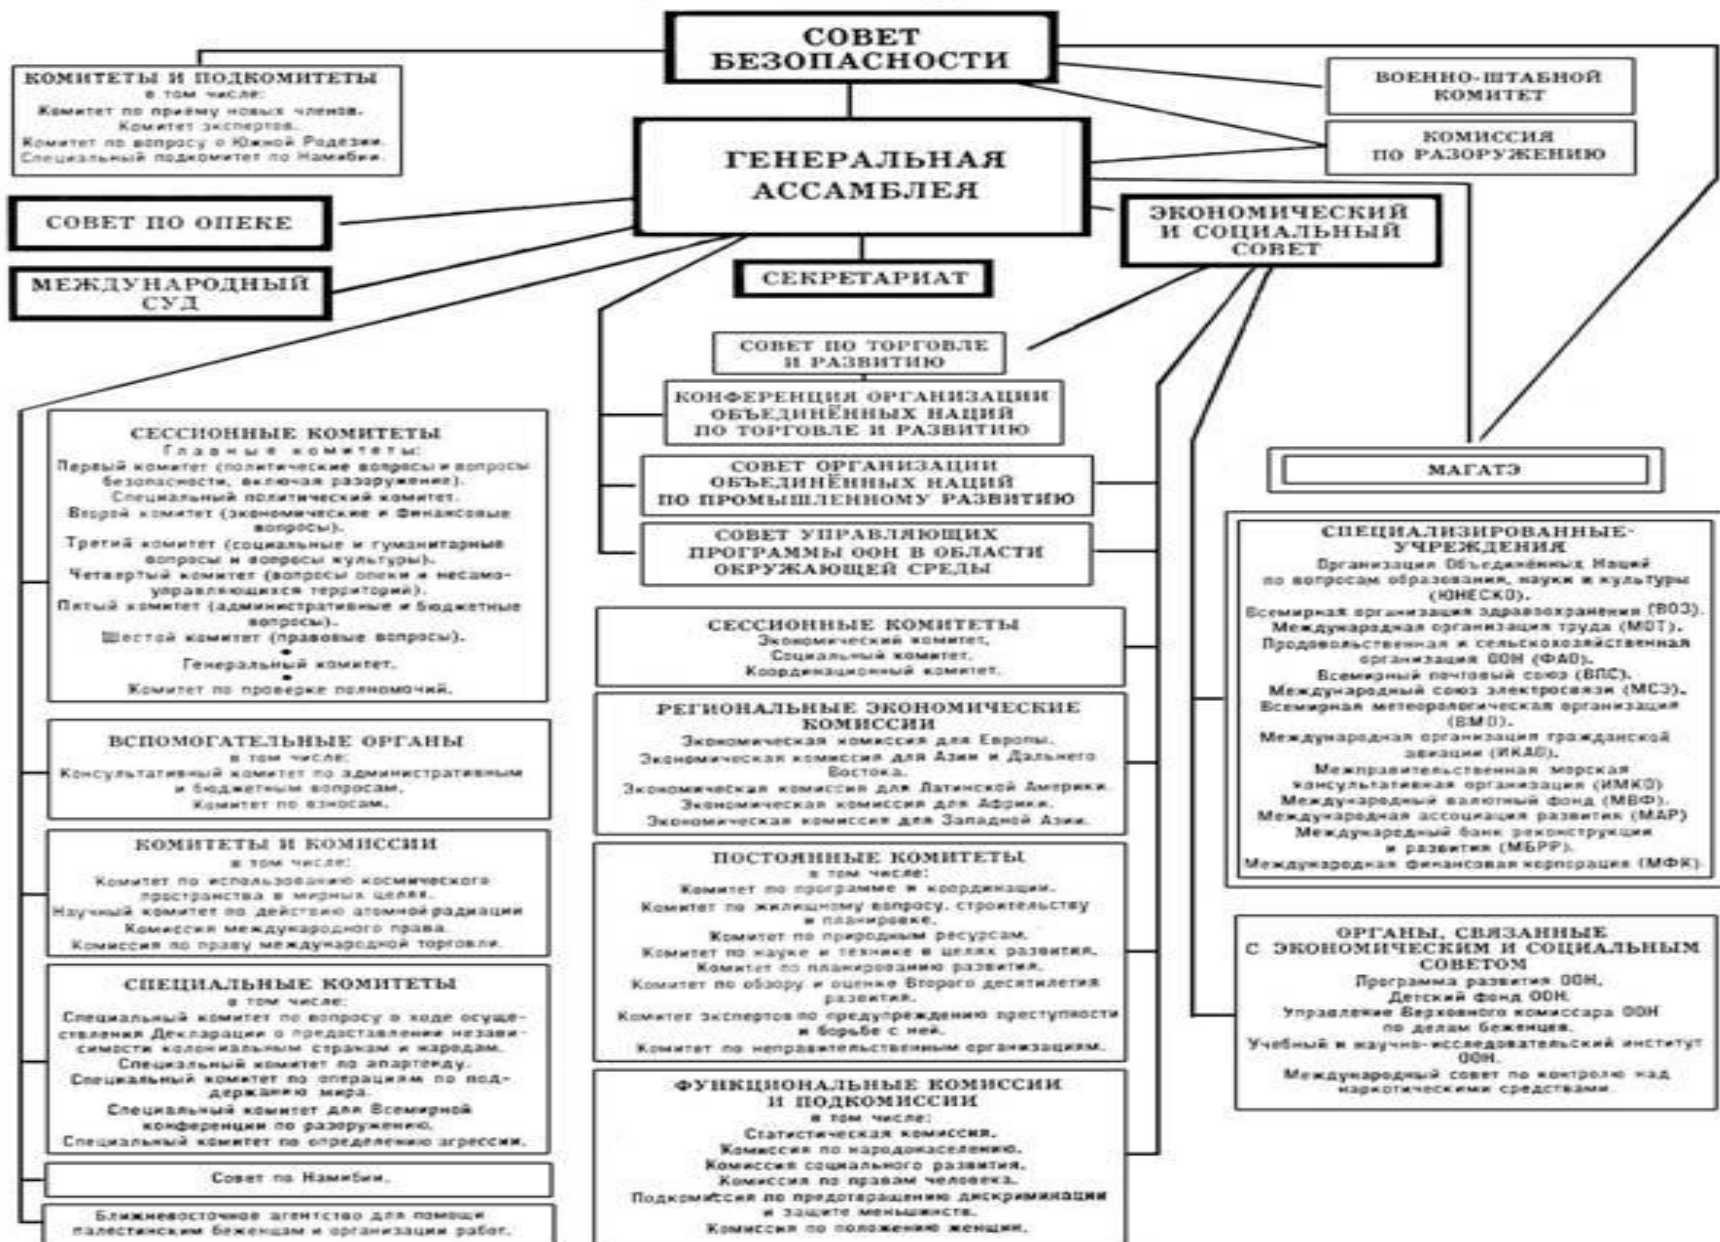 СОВЕТ
БЕЗОПАСНОСТИ
КОМИТЕТЫ И ПОДКОМИТЕТЫ
в том числе:
Комитет по приёму новых членов.
Комитет экспертов.
Комитет по вопросу о Южной Родезии.
Специальный подкомитет по Намибии.
ВОЕННО-ШТАБНОЙ
КОМИТЕТ
КОМИССИЯ
ПО РАЗОРУЖЕНИЮ
ГЕНЕРАЛЬНАЯ
АССАМБЛЕЯ
СОВЕТ ПО ОПЕКЕ
МЕЖДУНАРОДНЫЙ
СУД
СЕКРЕТАРИАТ
ЭКОНОМИЧЕСКИЙ
И СОЦИАЛЬНЫЙ
СОВЕТ
СЕССИОННЫЕ КОМИТЕТЫ
Главные комитеты:
Первый комитет (политические вопросы и вопросы
безопасности, включая разоружение).
Специальный политический комитет.
Второй комитет (экономические и финансовые
вопросы).
Третий комитет (социальные и гуманитарные
вопросы и вопросы культуры).
Четвертый комитет (вопросы опеки и несамо-
управляющихся территорий).
Пятый комитет (административные и бюджетные
вопросы).
Шестой комитет (правовые вопросы).
•
Генеральный комитет.
•
Комитет по проверке полномочий.
ВСПОМОГАТЕЛЬНЫЕ ОРГАНЫ
в том числе:
Консультативный комитет по административным
и бюджетным вопросам.
Комитет по взносам.
КОМИТЕТЫ И КОМИССИИ
в том числе:
Комитет по использованию космического
пространства в мирных целях.
Научный комитет по действию атомной радиации
Комиссия международного права.
Комиссия по праву международной торговли.
СПЕЦИАЛЬНЫЕ КОМИТЕТЫ
в том числе:
Специальный комитет по вопросу о ходе осуще-
ствления Декларации о предоставлении незави-
симости колониальным странам и народам.
Специальный комитет по апартеиду.
Специальный комитет по операциям по под-
держанию мира.
Специальный комитет для Всемирной
конференции по разоружению.
Специальный комитет по определению агрессии.
Совет по Намибии.
Ближневосточное агентство для помощи
палестинским беженцам и организации работ.
СОВЕТ ПО ТОРГОВЛЕ
И РАЗВИТИЮ
КОНФЕРЕНЦИЯ ОРГАНИЗАЦИИ
ОБЪЕДИНЁННЫХ НАЦИЙ
ПО ТОРГОВЛЕ И РАЗВИТИЮ
СОВЕТ ОРГАНИЗАЦИИ
ОБЪЕДИНЁННЫХ НАЦИЙ
ПО ПРОМЫШЛЕННОМУ РАЗВИТИЮ
СОВЕТ УПРАВЛЯЮЩИХ
ПРОГРАММЫ ООН В ОБЛАСТИ
ОКРУЖАЮЩЕЙ СРЕДЫ
СЕССИОННЫЕ КОМИТЕТЫ
Экономический комитет,
Социальный комитет,
Координационный комитет.
РЕГИОНАЛЬНЫЕ ЭКОНОМИЧЕСКИЕ
КОМИССИИ
Экономическая комиссия для Европы.
Экономическая комиссия для Азии и Дальнего
Востока.
Экономическая комиссия для Латинской Америки.
Экономическая комиссия для Африки.
Экономическая комиссия для Западной Азии.
ПОСТОЯННЫЕ КОМИТЕТЫ
в том числе:
Комитет по программе и координации.
Комитет по жилищному вопросу, строительству
и планировке.
Комитет по природным ресурсам.
Комитет по науке и технике в целях развития.
Комитет по планированию развития.
Комитет по обзору и оценке Второго десятилетия
развития.
Комитет экспертов по предупреждению преступности
и борьбе с ней.
Комитет по неправительственным организациям.
ФУНКЦИОНАЛЬНЫЕ КОМИССИИ
И ПОДКОМИССИИ
в том числе:
Статистическая комиссия.
Комиссия по народонаселению.
Комиссия социального развития.
Комиссия по правам человека.
Подкомиссия по предотвращению дискриминации
и защите меньшинств.
Комиссия по положению женщин.
МАГАТЭ
СПЕЦИАЛИЗИРОВАННЫЕ-
УЧРЕЖДЕНИЯ
Организация Объединённых Наций
по вопросам образования, науки и культуры
(ЮНЕСКО).
Всемирная организация здравоохранения (ВОЗ).
Международная организация труда (МОТ).
Продовольственная и сельскохозяйственная
организация ООН (ФАО).
Всемирный почтовый союз (ВПС).
Международный союз электросвязи (МСЭ).
Всемирная метеорологическая организация
(ВМО).
Международная организация гражданской
авиации (ИКАО).
Межправительственная морская
консультативная организация (ИМКО)
Международный валютный фонд (МВФ).
Международная ассоциация развития (МАР)
Международный банк реконструкции
и развития (МБРР).
Международная финансовая корпорация (МФК)
ОРГАНЫ, СВЯЗАННЫЕ
С ЭКОНОМИЧЕСКИМ И СОЦИАЛЬНЫМ
СОВЕТОМ
Программа развития ООН.
Детский фонд ООН.
Управление Верховного комиссара ООН
по делам беженцев.
Учебный и научно-исследовательский институт
ООН.
Международный совет по контролю над
наркотическими средствами.